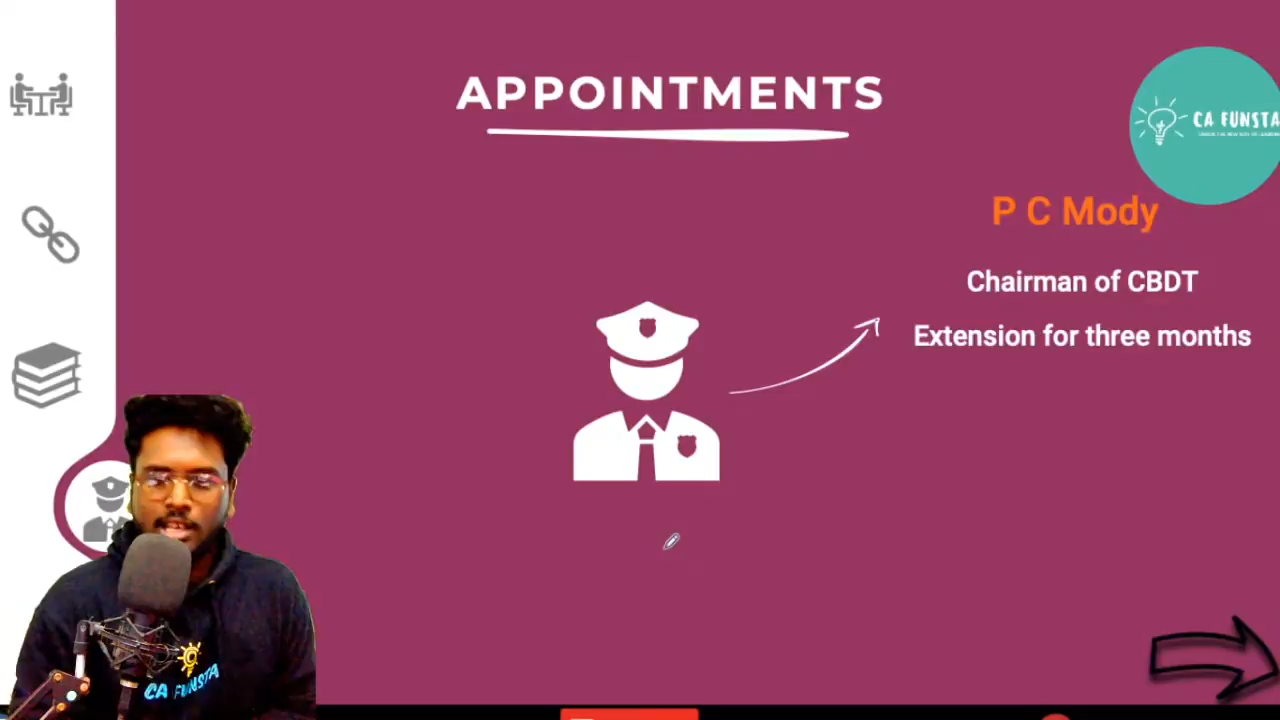 APPOINTMENTS
CA FUNSTA
P C Mody
Chairman of CBDT
Extension for three months
CA FUNSTA